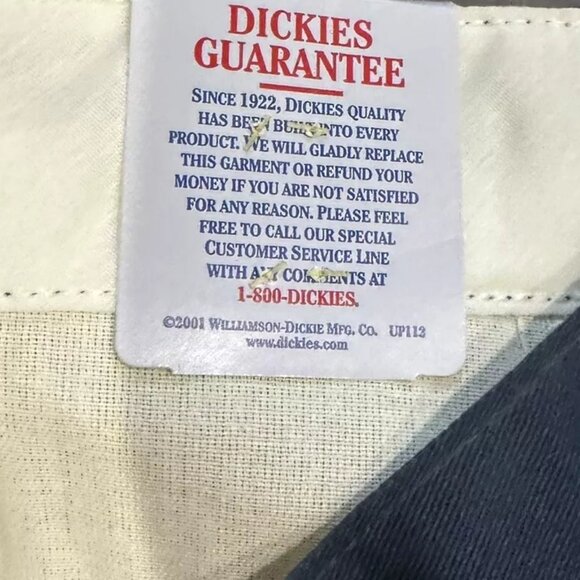 DICKIES
GUARANTEE
SINCE 1922, DICKIES QUALITY
HAS BEEN BUILT INTO EVERY
PRODUCT. WE WILL GLADLY REPLACE
THIS GARMENT OR REFUND YOUR
MONEY IF YOU ARE NOT SATISFIED
FOR ANY REASON. PLEASE FEEL
FREE TO CALL OUR SPECIAL
CUSTOMER SERVICE LINE
WITH ANY COMMENTS AT
1-800-DICKIES.
©2001 WILLIAMSON-DICKIE MFG. CO. UP112
www.dickies.com